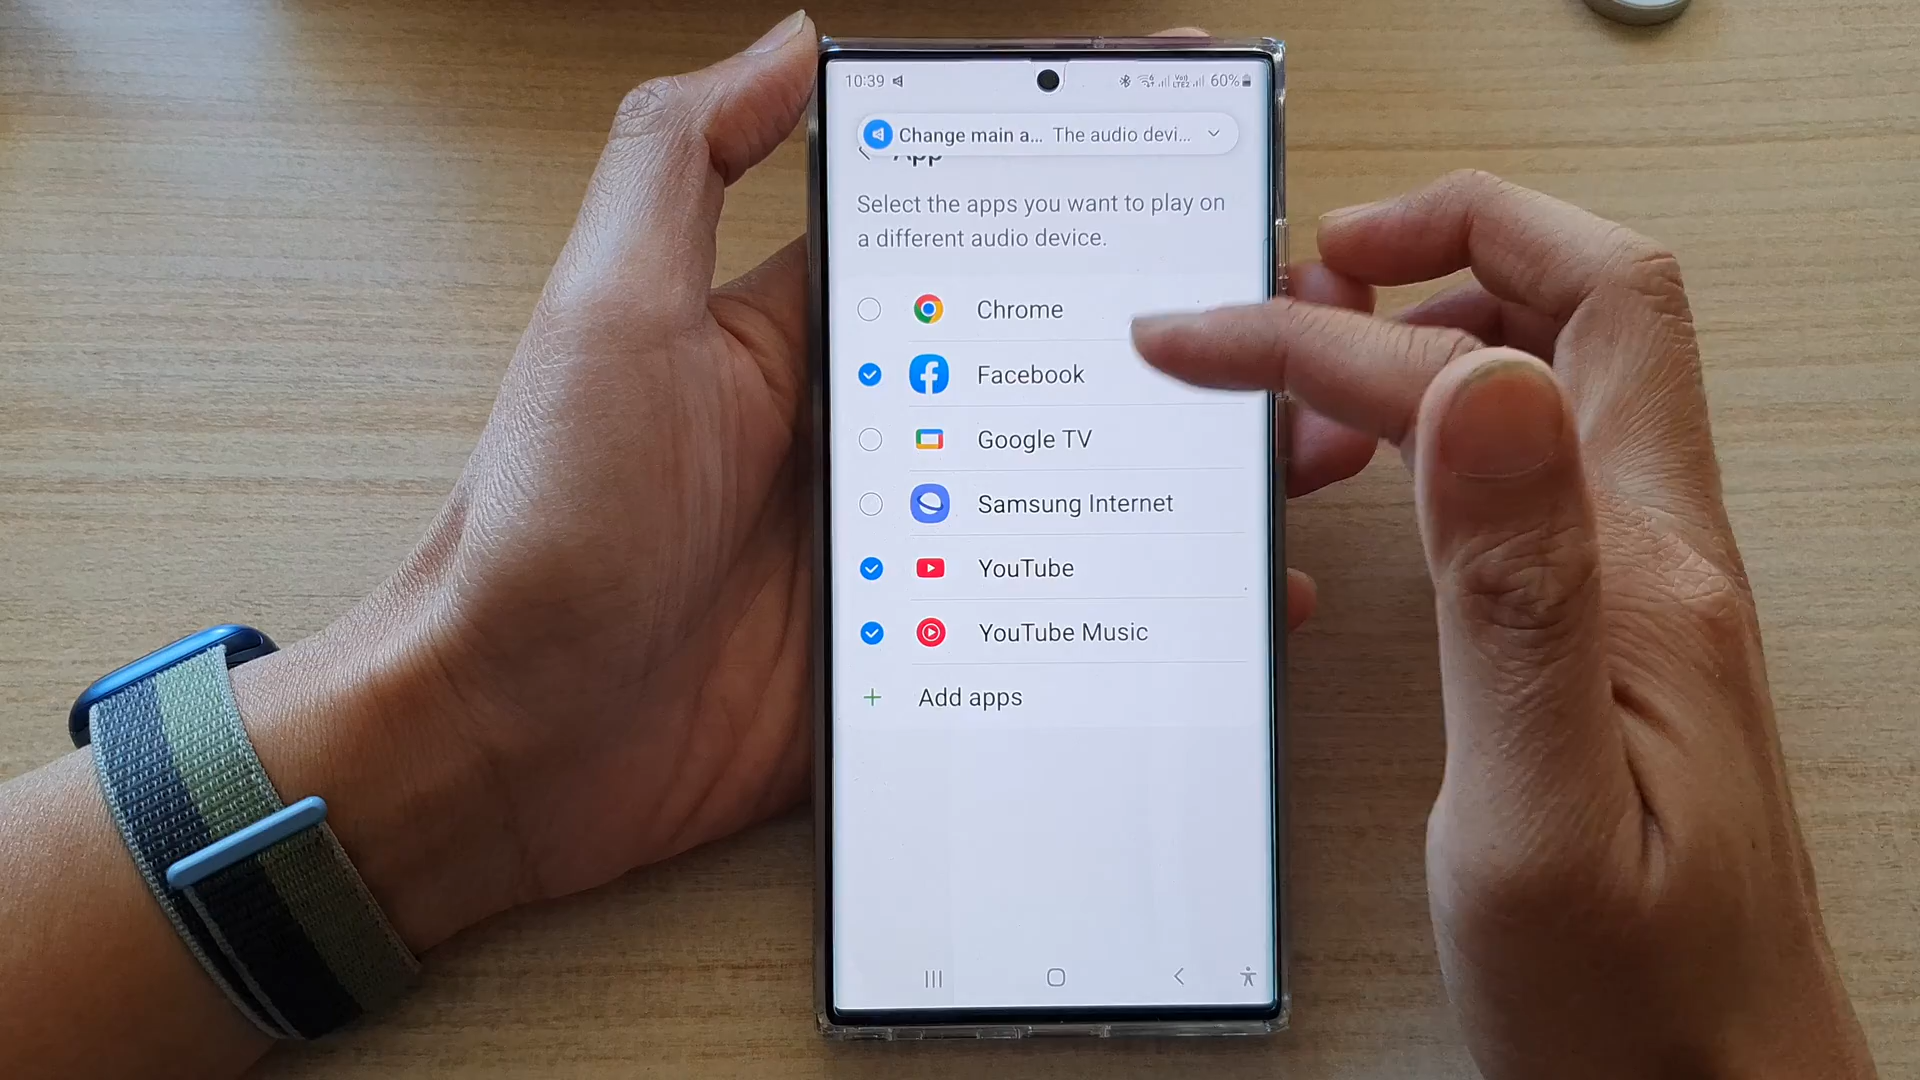 10:39 60%
Change main a... The audio devi...
App
Select the apps you want to play on
a different audio device.
Chrome
Facebook
Google TV
Samsung Internet
YouTube
YouTube Music
Add apps